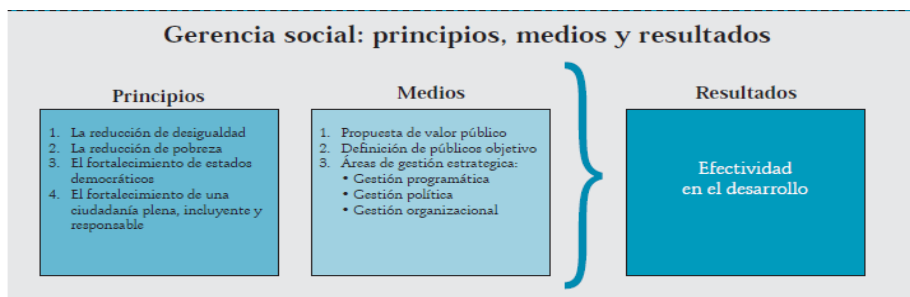 Gerencia social: principios, medios y resultados
Principios
1. La reducción de desigualdad
2. La reducción de pobreza
3. El fortalecimiento de estados
democráticos
4. El fortalecimiento de una
ciudadanía plena, incluyente y
responsable
Medios
1. Propuesta de valor público
2. Definición de públicos objetivo
3. Áreas de gestión estrategica:
• Gestión programática
• Gestión política
• Gestión organizacional
Resultados
Efectividad
en el desarrollo